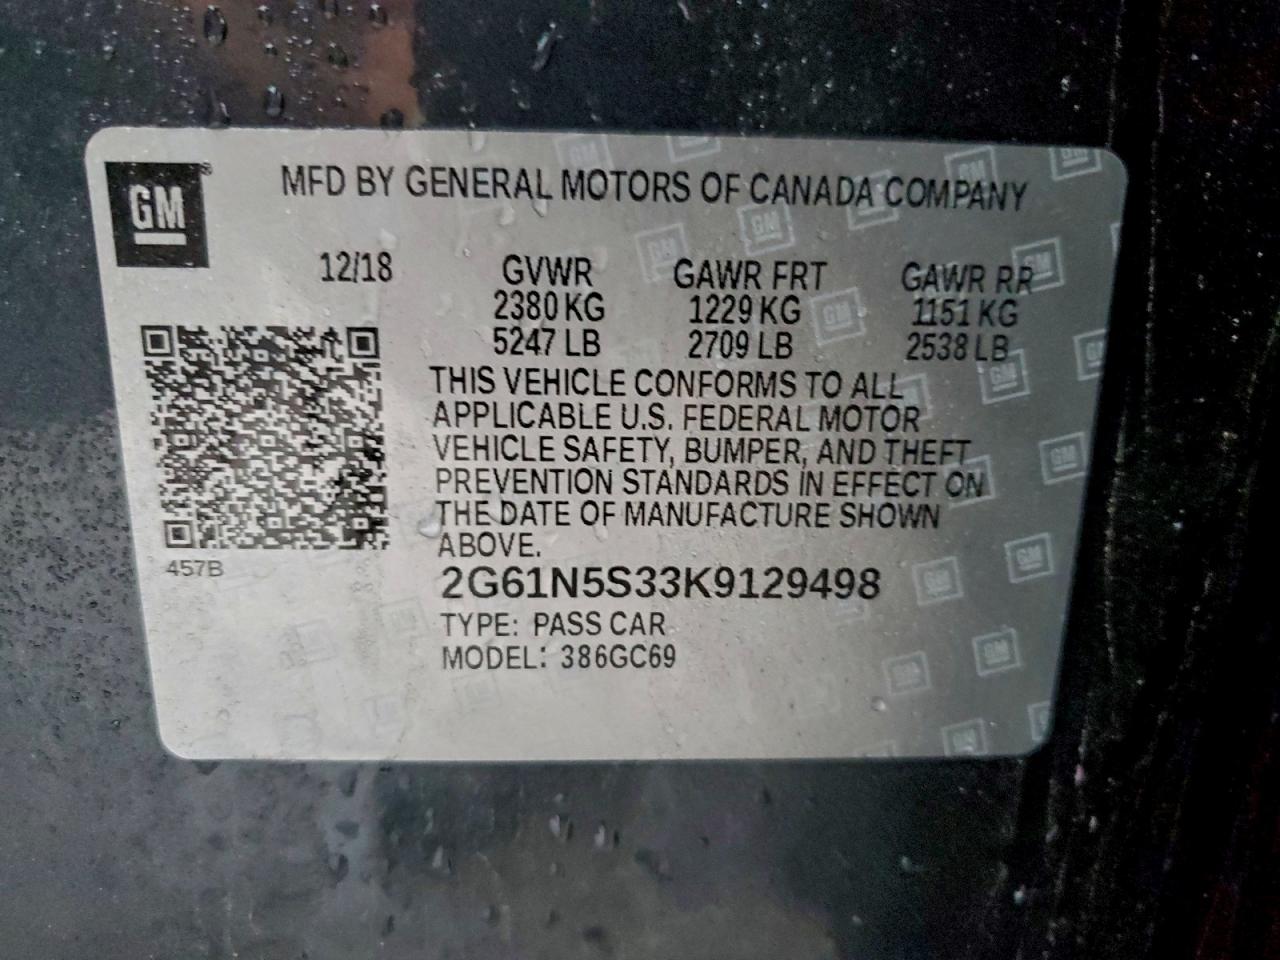 GM®
MFD BY GENERAL MOTORS OF CANADA COMPANY
12/18 GVWR GAWR FRT GAWR RR
2380 KG 1229 KG 1151 KG
5247 LB 2709 LB 2538 LB
THIS VEHICLE CONFORMS TO ALL
APPLICABLE U.S. FEDERAL MOTOR
VEHICLE SAFETY, BUMPER, AND THEFT
PREVENTION STANDARDS IN EFFECT ON
THE DATE OF MANUFACTURE SHOWN
ABOVE.
457B
2G61N5S33K9129498
TYPE: PASS CAR
MODEL: 386GC69